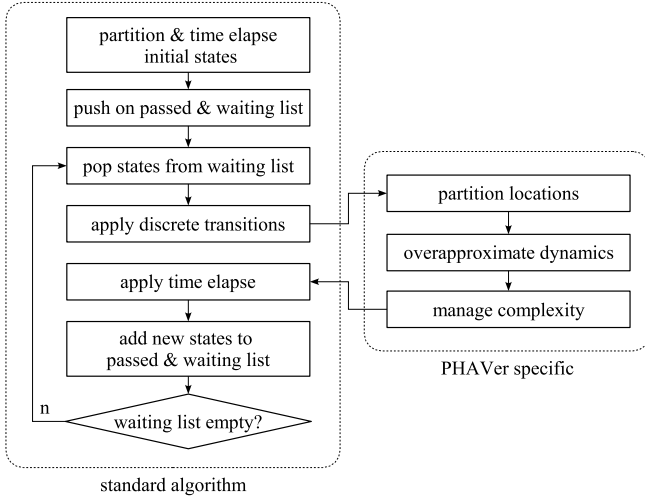 partition & time elapse
initial states
push on passed & waiting list
pop states from waiting list
apply discrete transitions
partition locations
overapproximate dynamics
manage complexity
PHAVer specific
apply time elapse
add new states to
passed & waiting list
waiting list empty?
n
standard algorithm